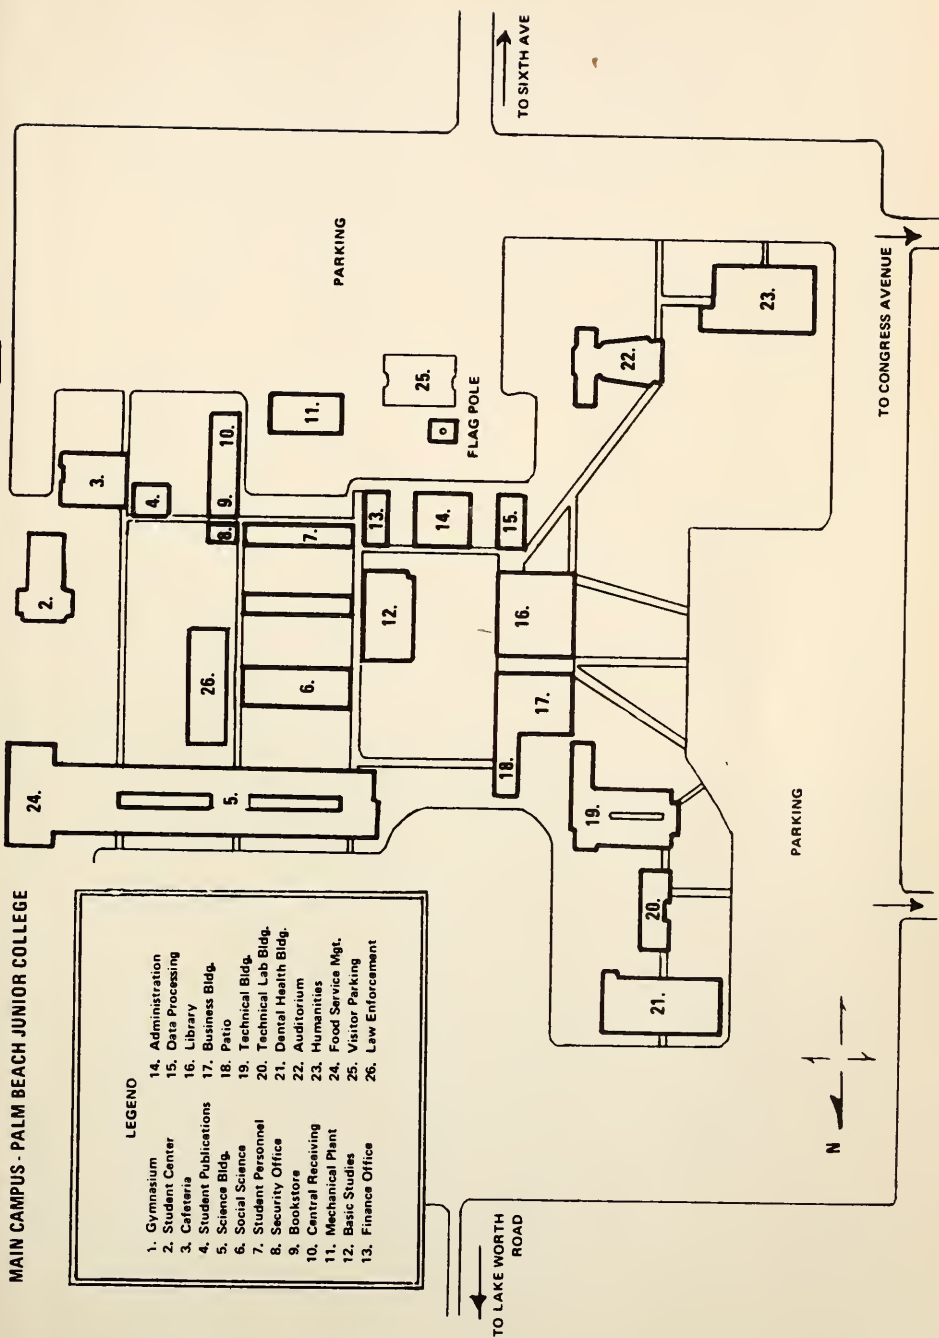 MAIN CAMPUS - PALM BEACH JUNIOR COLLEGE
LEGEND
1. Gymnasium
2. Student Center
3. Cafeteria
4. Student Publications
5. Science Bldg.
6. Social Science
7. Student Personnel
8. Security Office
9. Bookstore
10. Central Receiving
11. Mechanical Plant
12. Basic Studies
13. Finance Office
14. Administration
15. Data Processing
16. Library
17. Business Bldg.
18. Patio
19. Technical Bldg.
20. Technical Lab Bldg.
21. Dental Health Bldg.
22. Auditorium
23. Humanities
24. Food Service Mgt.
25. Visitor Parking
26. Law Enforcement
24.
2.
3.
4.
5.
26.
8.
9.
10.
6.
7.
11.
PARKING
12.
13.
14.
25.
FLAG POLE
15.
16.
17.
18.
19.
20.
21.
22.
23.
PARKING
N
TO LAKE WORTH
ROAD
TO SIXTH AVE
TO CONGRESS AVENUE